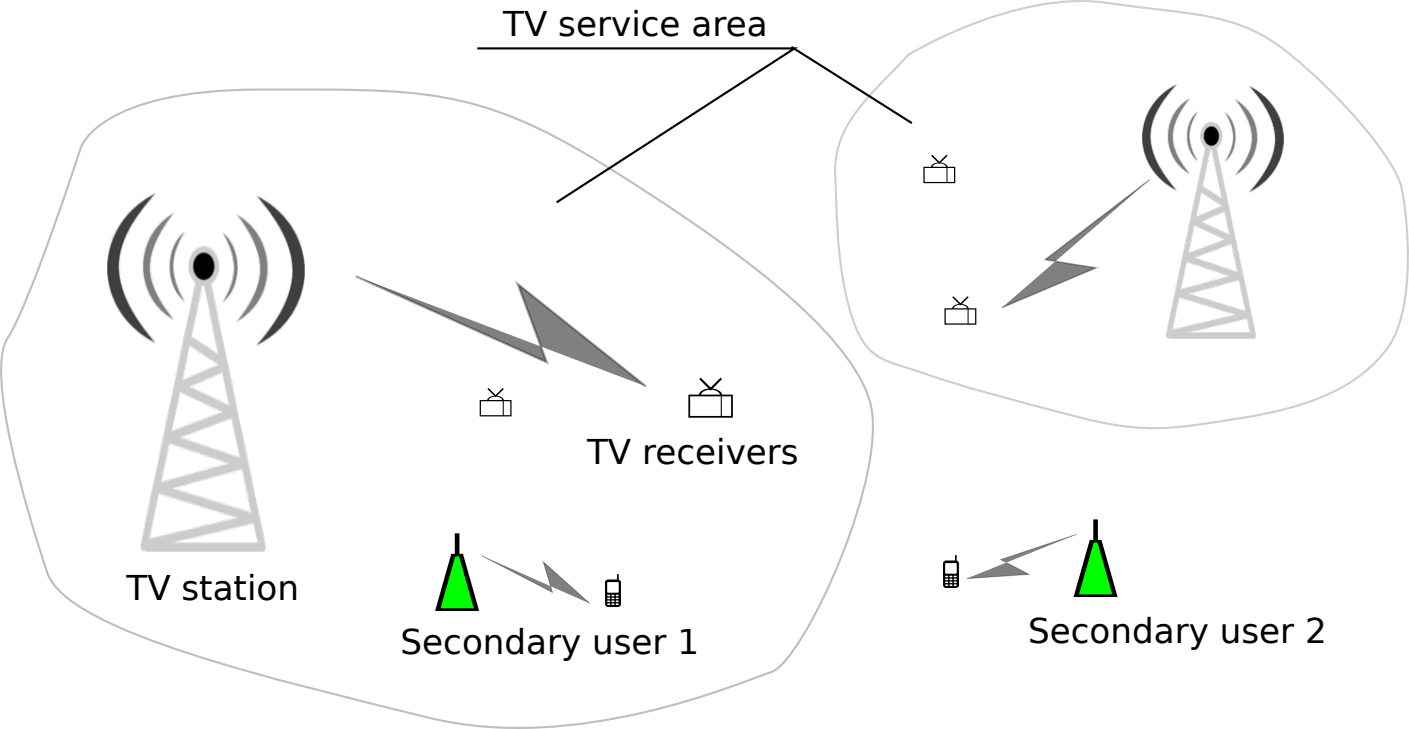 TV service area
TV receivers
TV station
Secondary user 1
Secondary user 2